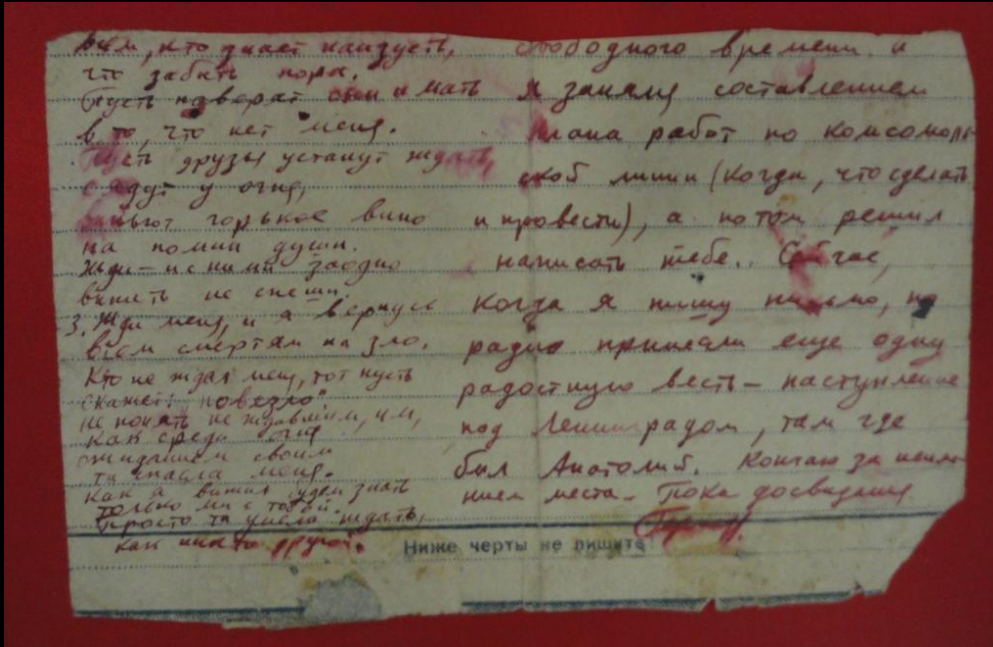 всем, кто знает наизусть,
что забыть пора.
Пусть поверят сын и мать
в то, что нет меня.
Пусть друзья устанут ждать,
сядут у огня,
выпьют горькое вино
на помин души.
Жди – и с ними заодно
выпить не спеши.
3. Жди меня, и я вернусь
всем смертям на зло.
Кто не ждал меня, тот пусть
скажет: повезло.
не понять не ждавшим, им,
как среди огня
ожиданием своим
ты спасла меня.
Как я выжил будем знать
только мы с тобой.
Просто ты умела ждать,
как никто другой.
свободного времени и
я занялся составлением
плана работ по комсомоль-
ской линии (когда, что сделать
и провести), а потом решил
написать тебе.. Сейчас,
когда я пишу письмо, по
радио принесли еще одну
радостную весть – наступление
под Ленинградом, там где
был Анатолий. Кончаю за неиме-
нием места. Пока досвидания
Ниже черты не пишите